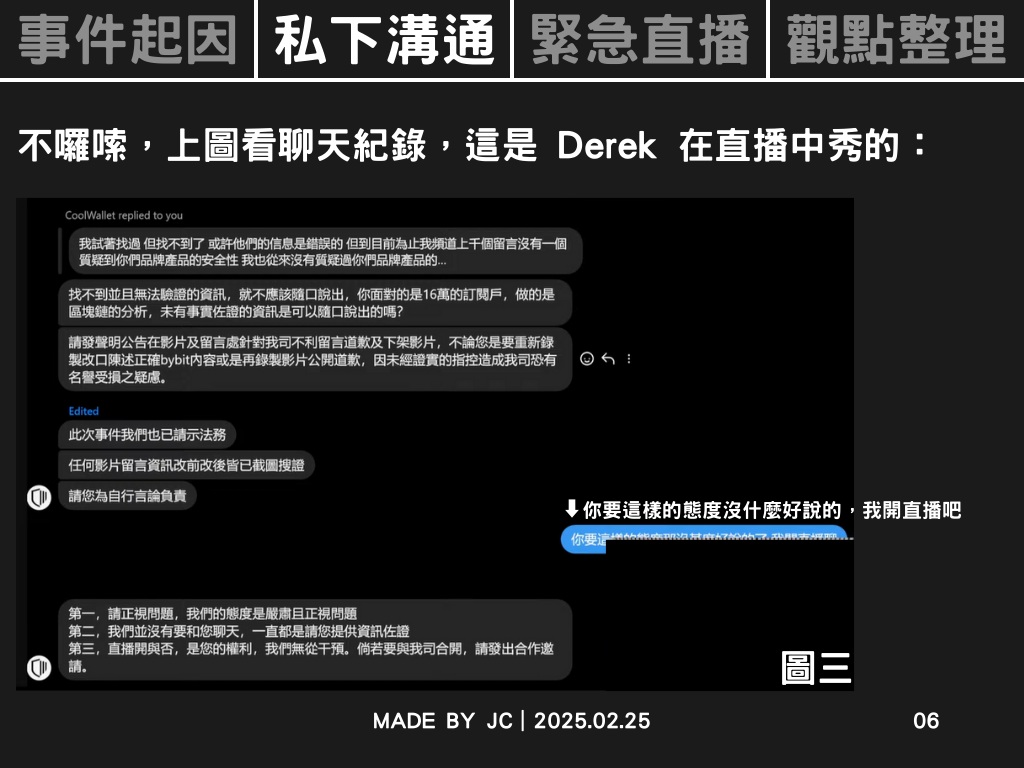 事件起因
私下溝通
緊急直播
觀點整理
不囉嗦，上圖看聊天紀錄，這是 Derek 在直播中秀的：
CoolWallet replied to you
我試著找過 但找不到了 或許他們的信息是錯誤的 但到目前為止我頻道上千個留言沒有一個
質疑到你們品牌產品的安全性 我也從來沒有質疑過你們品牌產品的...
找不到並且無法驗證的資訊，就不應該隨口說出，你面對的是16萬的訂閱戶，做的是
區塊鏈的分析，未有事實佐證的資訊是可以隨口說出的嗎?
請發聲明公告在影片及留言處針對我司不利留言道歉及下架影片，不論您是要重新錄
製改口陳述正確bybit內容或是再錄製影片公開道歉，因未經證實的指控造成我司恐有
名譽受損之疑慮。
Edited
此次事件我們也已請示法務
任何影片留言資訊改前改後皆已截圖搜證
請您為自行言論負責
⬇你要這樣的態度沒什麼好說的，我開直播吧
你要這
第一，請正視問題，我們的態度是嚴肅且正視問題
第二，我們並沒有要和您聊天，一直都是請您提供資訊佐證
第三，直播開與否，是您的權利，我們無從干預。倘若要與我司合開，請發出合作邀
請。
圖三
MADE BY JC | 2025.02.25
06